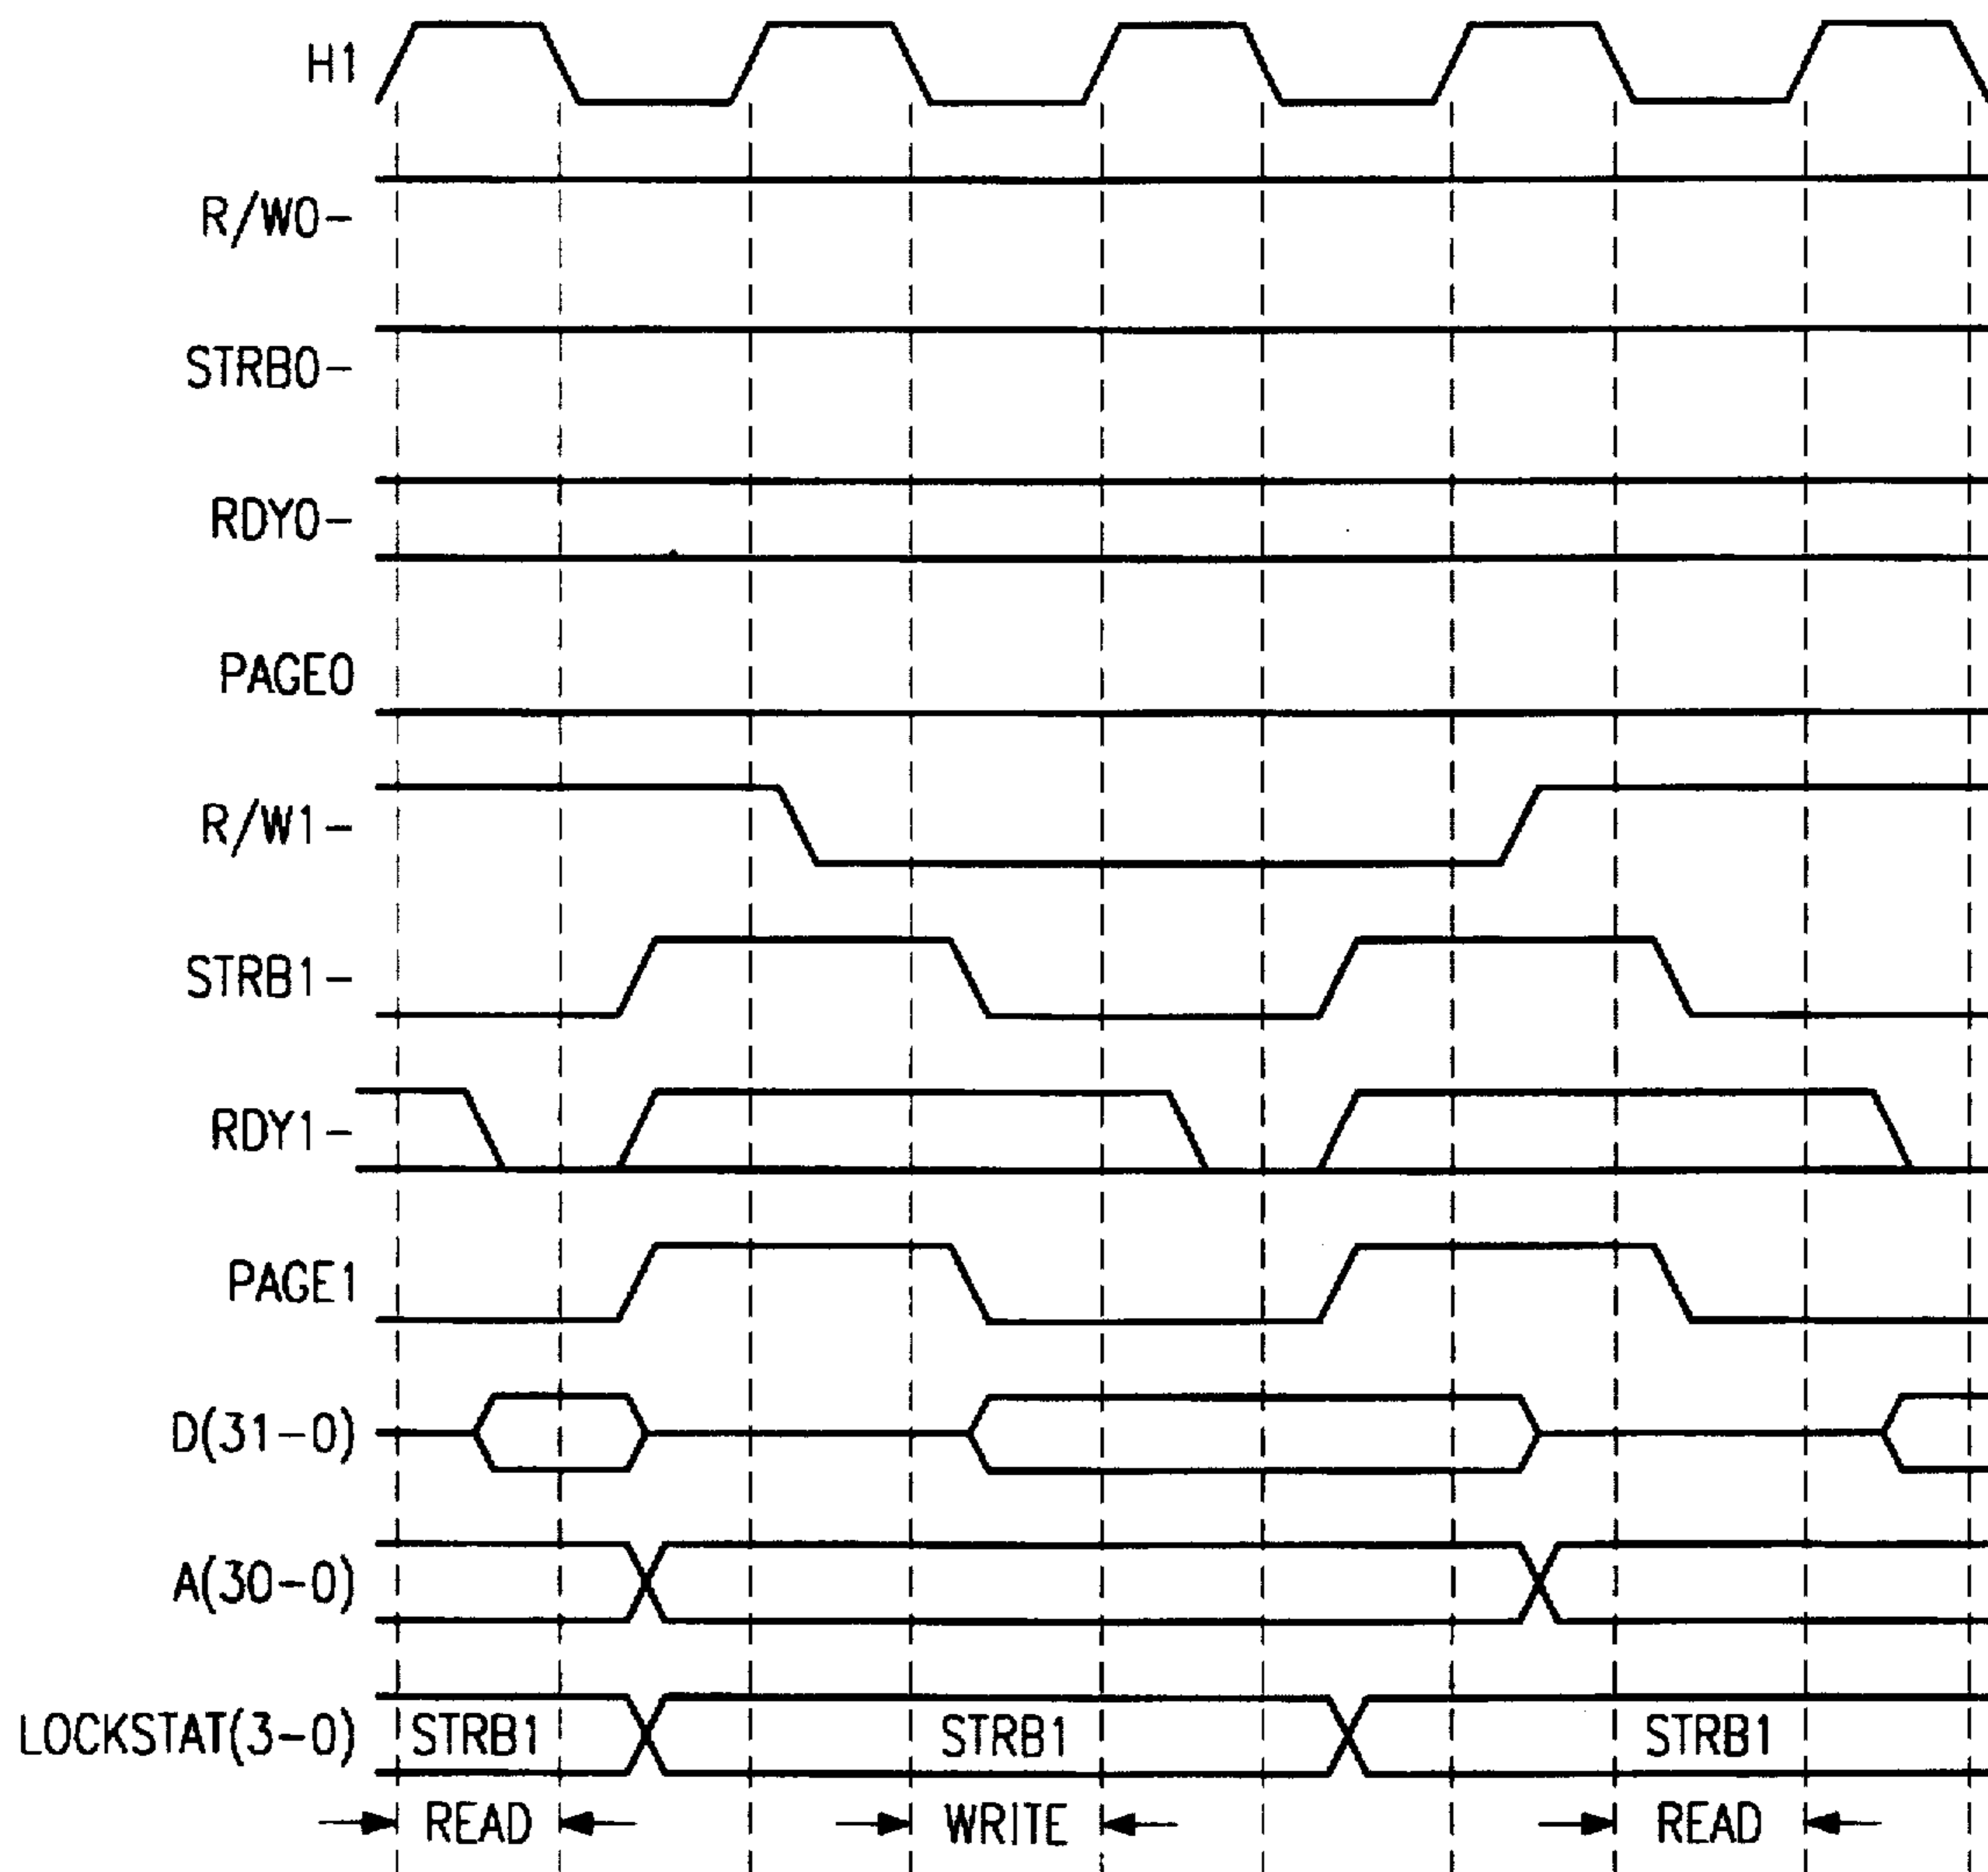 H1
R/W0-
STRB0-
RDY0-
PAGE0
R/W1-
STRB1-
RDY1-
PAGE1
D(31-0)
A(30-0)
LOCKSTAT(3-0) STRB1 STRB1 STRB1
READ WRITE READ